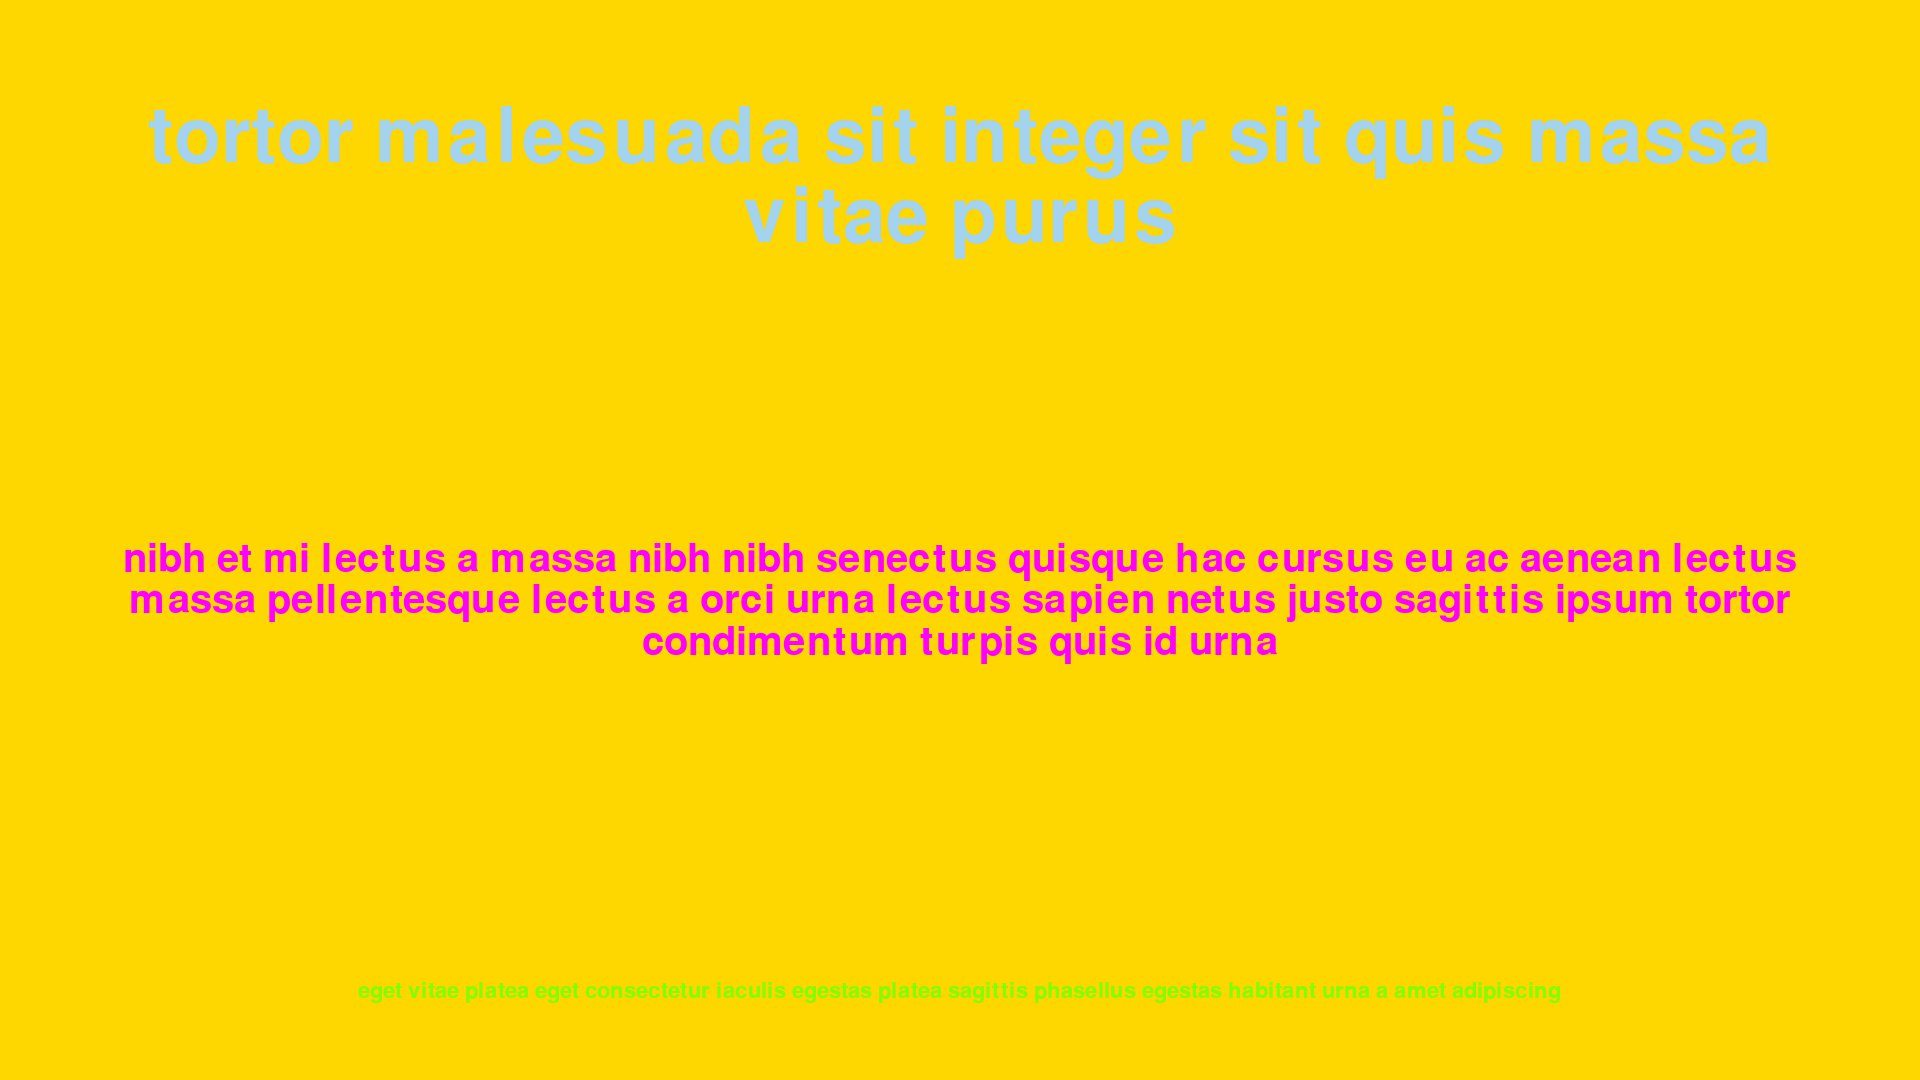 tortor malesuada sit integer sit quis massa
vitae purus
nibh et mi lectus a massa nibh nibh senectus quisque hac cursus eu ac aenean lectus
massa pellentesque lectus a orci urna lectus sapien netus justo sagittis ipsum tortor
condimentum turpis quis id urna
eget vitae platea eget consectetur iaculis egestas platea sagittis phasellus egestas habitant urna a amet adipiscing